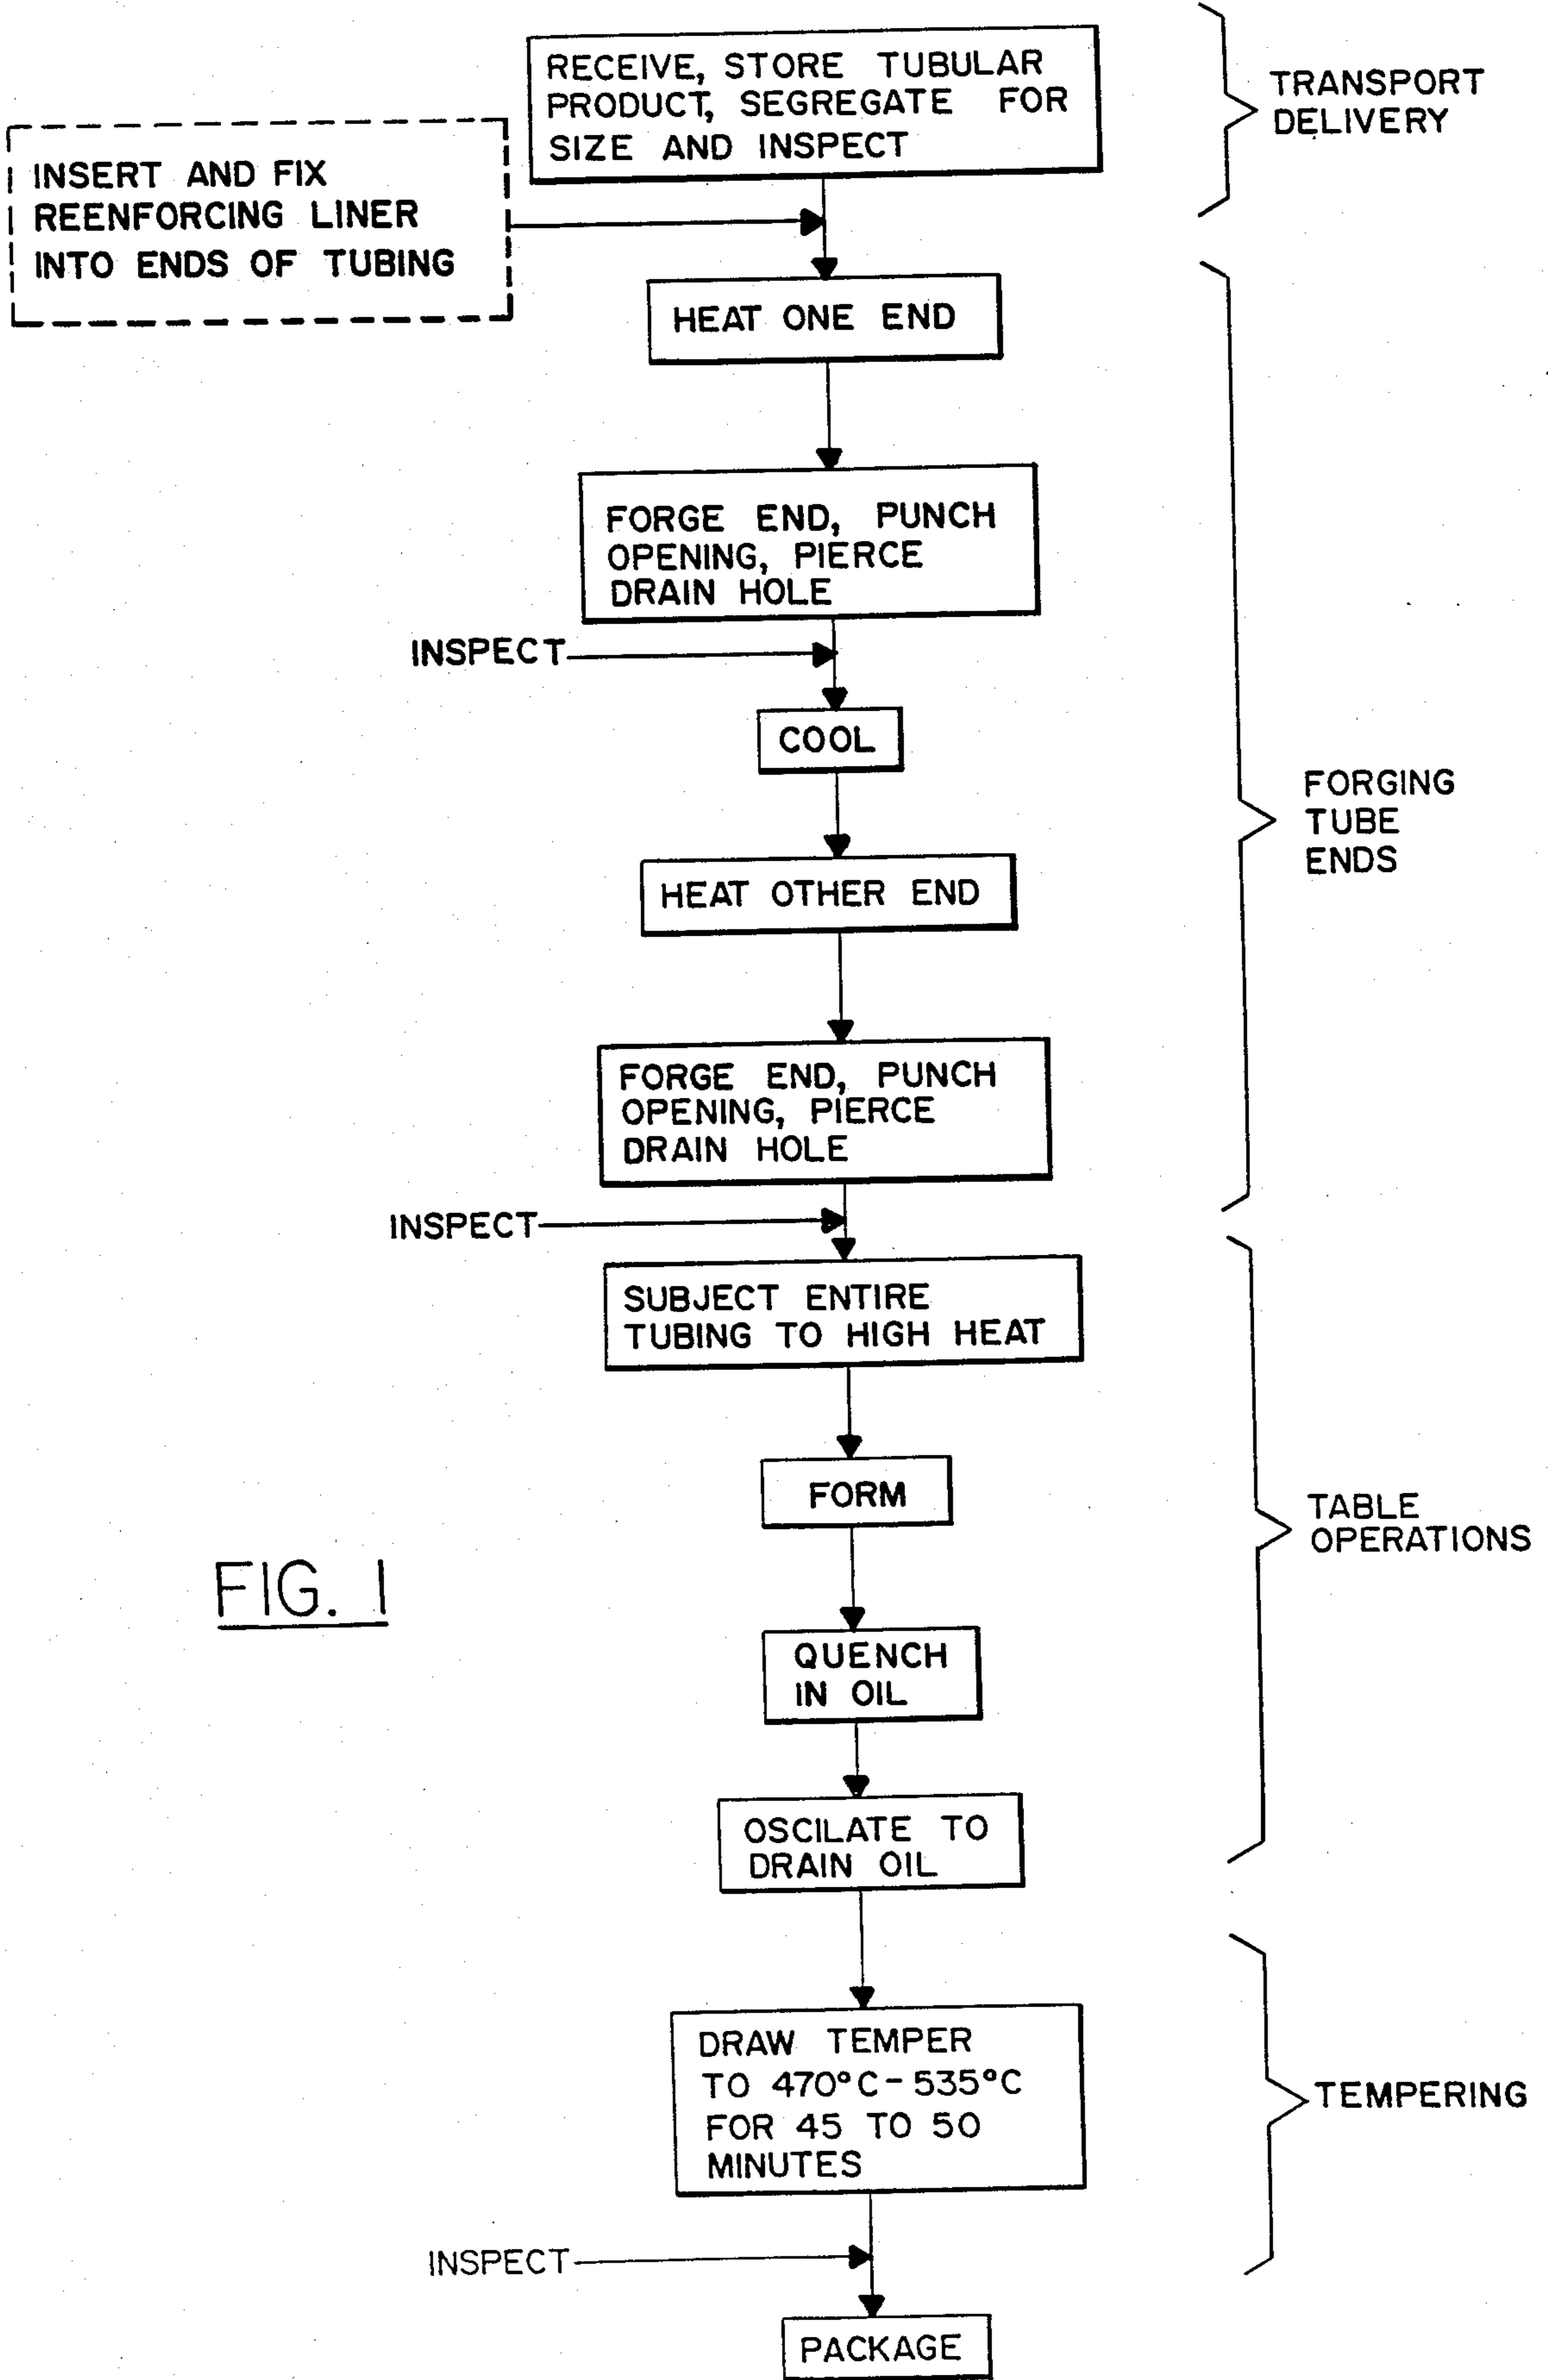 RECEIVE, STORE TUBULAR
PRODUCT, SEGREGATE FOR
SIZE AND INSPECT
TRANSPORT
DELIVERY
INSERT AND FIX
REENFORCING LINER
INTO ENDS OF TUBING
HEAT ONE END
FORGE END, PUNCH
OPENING, PIERCE
DRAIN HOLE
INSPECT
COOL
FORGING
TUBE
ENDS
HEAT OTHER END
FORGE END, PUNCH
OPENING, PIERCE
DRAIN HOLE
INSPECT
SUBJECT ENTIRE
TUBING TO HIGH HEAT
FORM
TABLE
OPERATIONS
FIG. 1
QUENCH
IN OIL
OSCILATE TO
DRAIN OIL
DRAW TEMPER
TO 470°C-535°C
FOR 45 TO 50
MINUTES
TEMPERING
INSPECT
PACKAGE